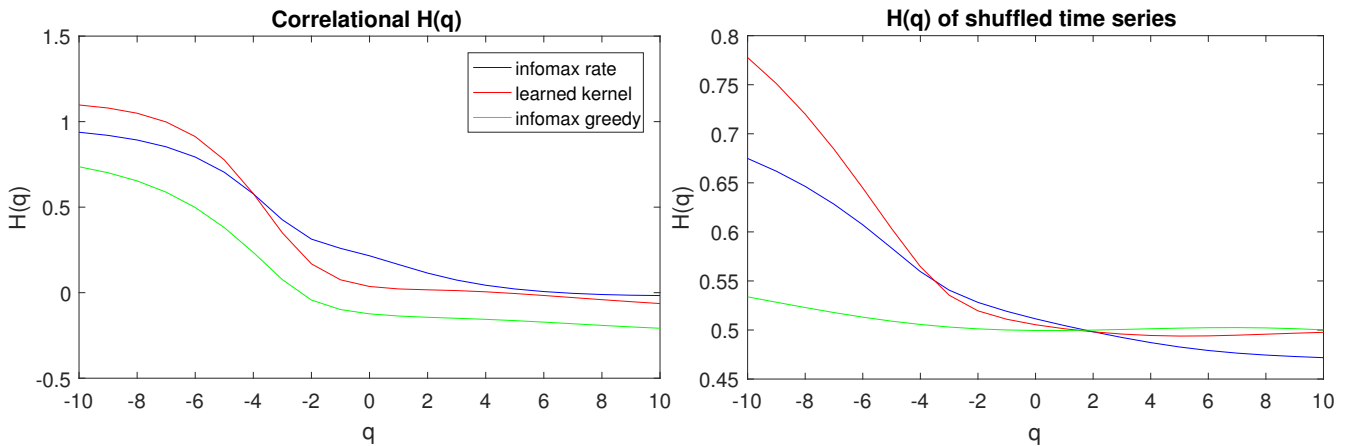 Correlational H(q)
1.5
1
0.5
0
-0.5
H(q)
infomax rate
learned kernel
infomax greedy
-10 -8 -6 -4 -2 0 2 4 6 8 10
q
H(q) of shuffled time series
0.8
0.75
0.7
0.65
0.6
0.55
0.5
0.45
H(q)
-10 -8 -6 -4 -2 0 2 4 6 8 10
q